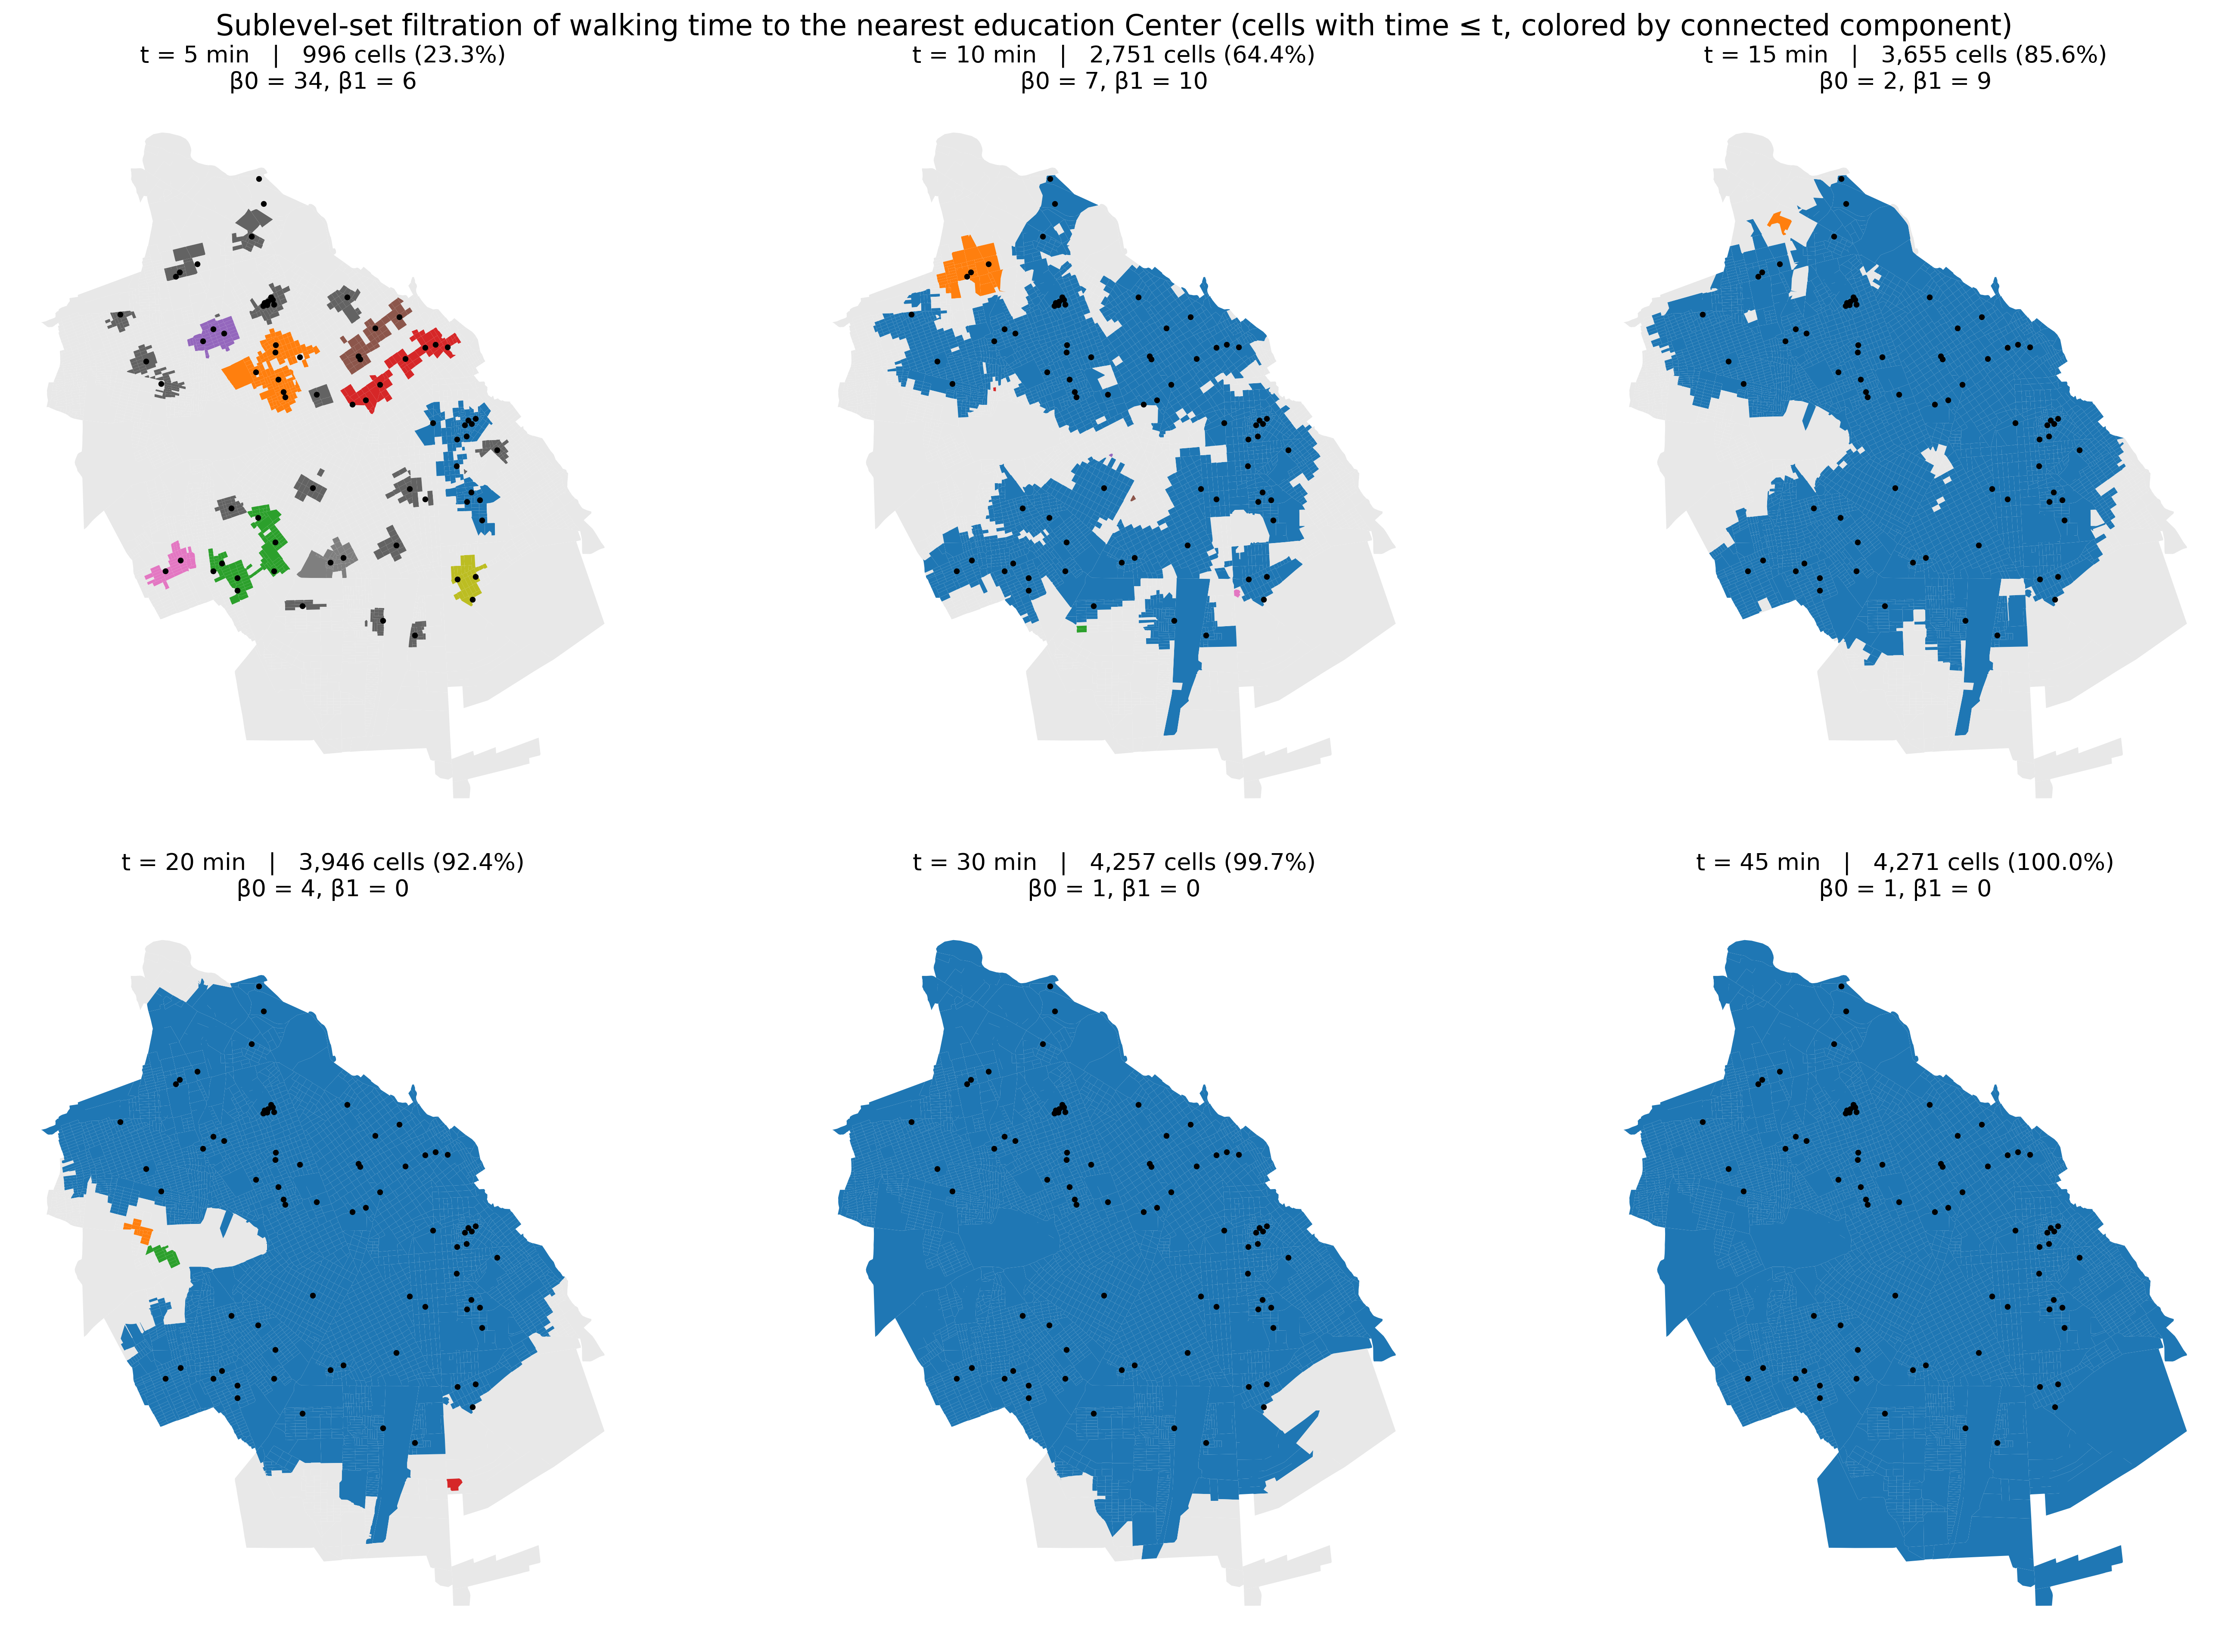 Sublevel-set filtration of walking time to the nearest education Center (cells with time ≤ t, colored by connected component)
t = 5 min | 996 cells (23.3%)
β0 = 34, β1 = 6
t = 10 min | 2,751 cells (64.4%)
β0 = 7, β1 = 10
t = 15 min | 3,655 cells (85.6%)
β0 = 2, β1 = 9
t = 20 min | 3,946 cells (92.4%)
β0 = 4, β1 = 0
t = 30 min | 4,257 cells (99.7%)
β0 = 1, β1 = 0
t = 45 min | 4,271 cells (100.0%)
β0 = 1, β1 = 0